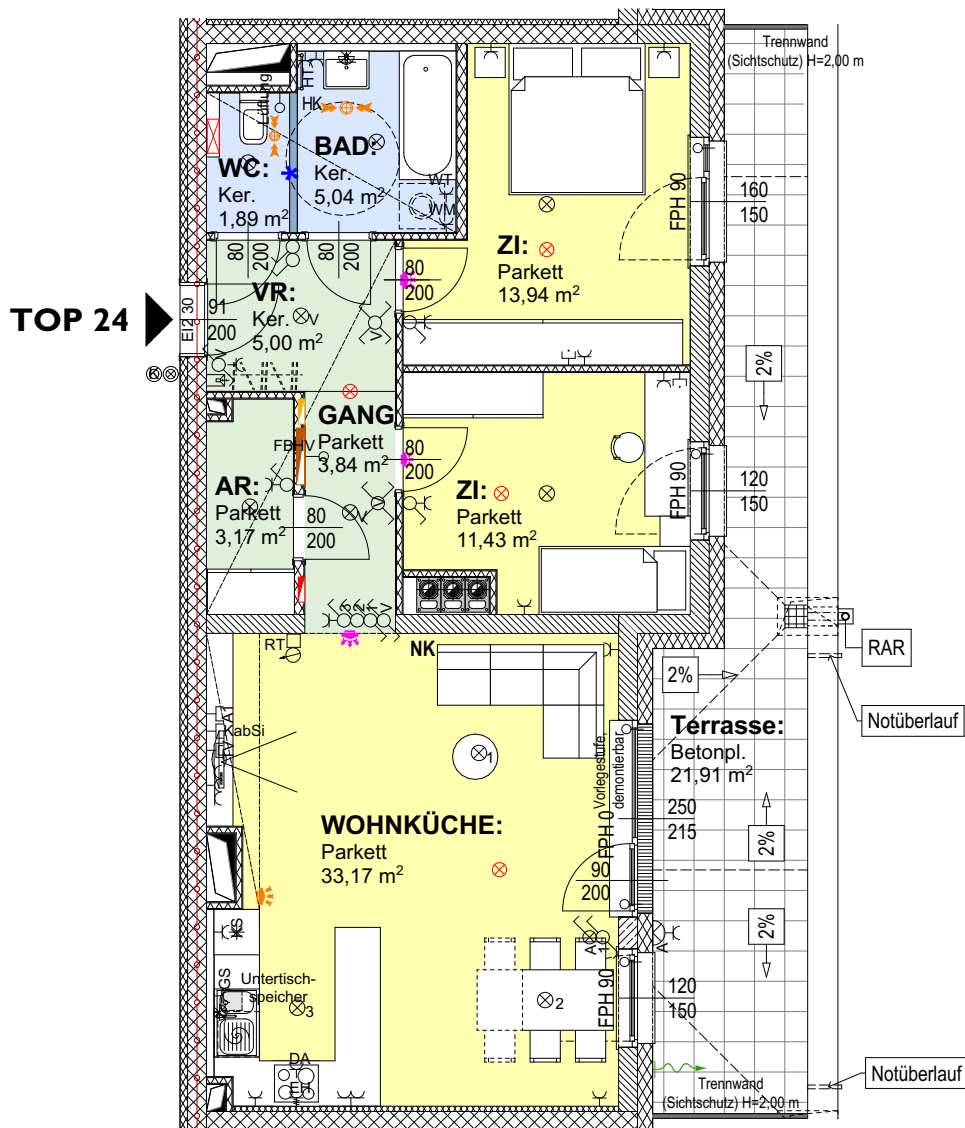 Trennwand
(Sichtschutz) H=2,00 m
HT
HK
Lüftung
BAD:
Ker.
5,04 m²
WC:
Ker.
1,89 m²
WT
WM
80
200
80
200
FPH 90
160
150
ZI:
Parkett
13,94 m²
80
200
VR:
Ker.
5,00 m²
V
V
TOP 24
EI2 30
91
200
V
2%
GANG
Parkett
3,84 m²
FBHV
80
200
AR:
Parkett
3,17 m²
80
200
V
ZI:
Parkett
11,43 m²
FPH 90
120
150
3
2
1
V
RT
NK
RAR
2%
Notüberlauf
KabSi
Terrasse:
Betonpl.
21,91 m²
Vorlegestufe,
demontierbar
1
FPH 0
250
215
WOHNKÜCHE:
Parkett
33,17 m²
90
200
2%
2%
KS
GS
Untertisch-
speicher
3
A
1
A
2
FPH 90
120
150
DA
EH
Trennwand
(Sichtschutz) H=2,00 m
Notüberlauf